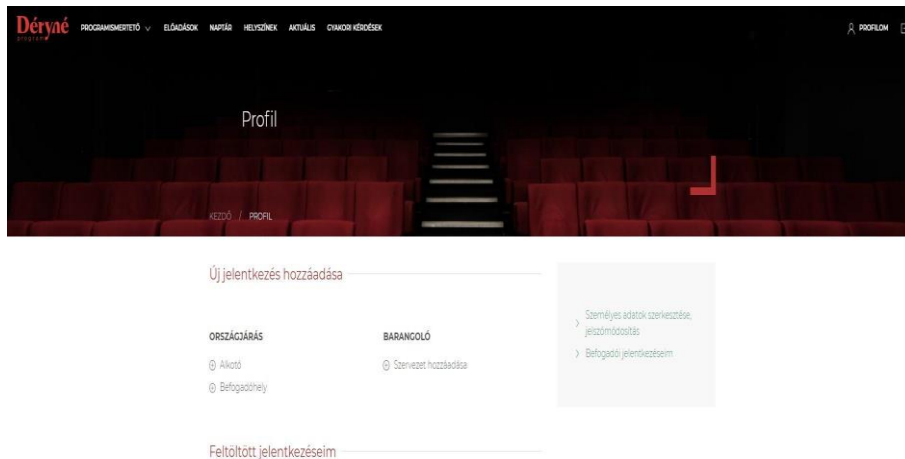 Déryné
program
PROGRAMISMERTETŐ
ELŐADÁSOK
NAPTÁR
HELYSZÍNEK
AKTUÁLIS
GYAKORI KÉRDÉSEK
PROFILOM
Profil
KEZDŐ / PROFIL
Új jelentkezés hozzáadása
ORSZÁGJÁRÁS
Alkotó
Befogadóhely
BARANGOLÓ
Szervezet hozzáadása
Személyes adatok szerkesztése,
jelszómódosítás
Befogadói jelentkezéseim
Feltöltött jelentkezéseim